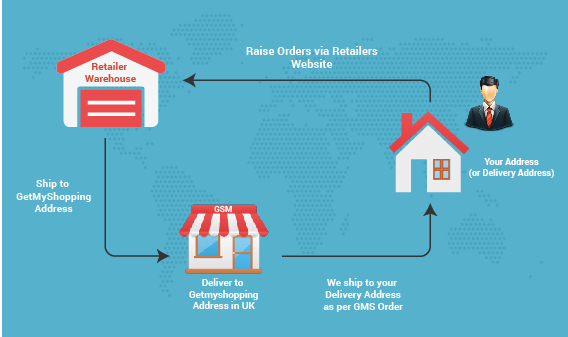 Raise Orders via Retailers
Website
Retailer
Warehouse
Your Address
(or Delivery Address)
Ship to
GetMyShopping
Address
GSM
Deliver to
Getmyshopping
Address in UK
We ship to your
Delivery Address
as per GMS Order